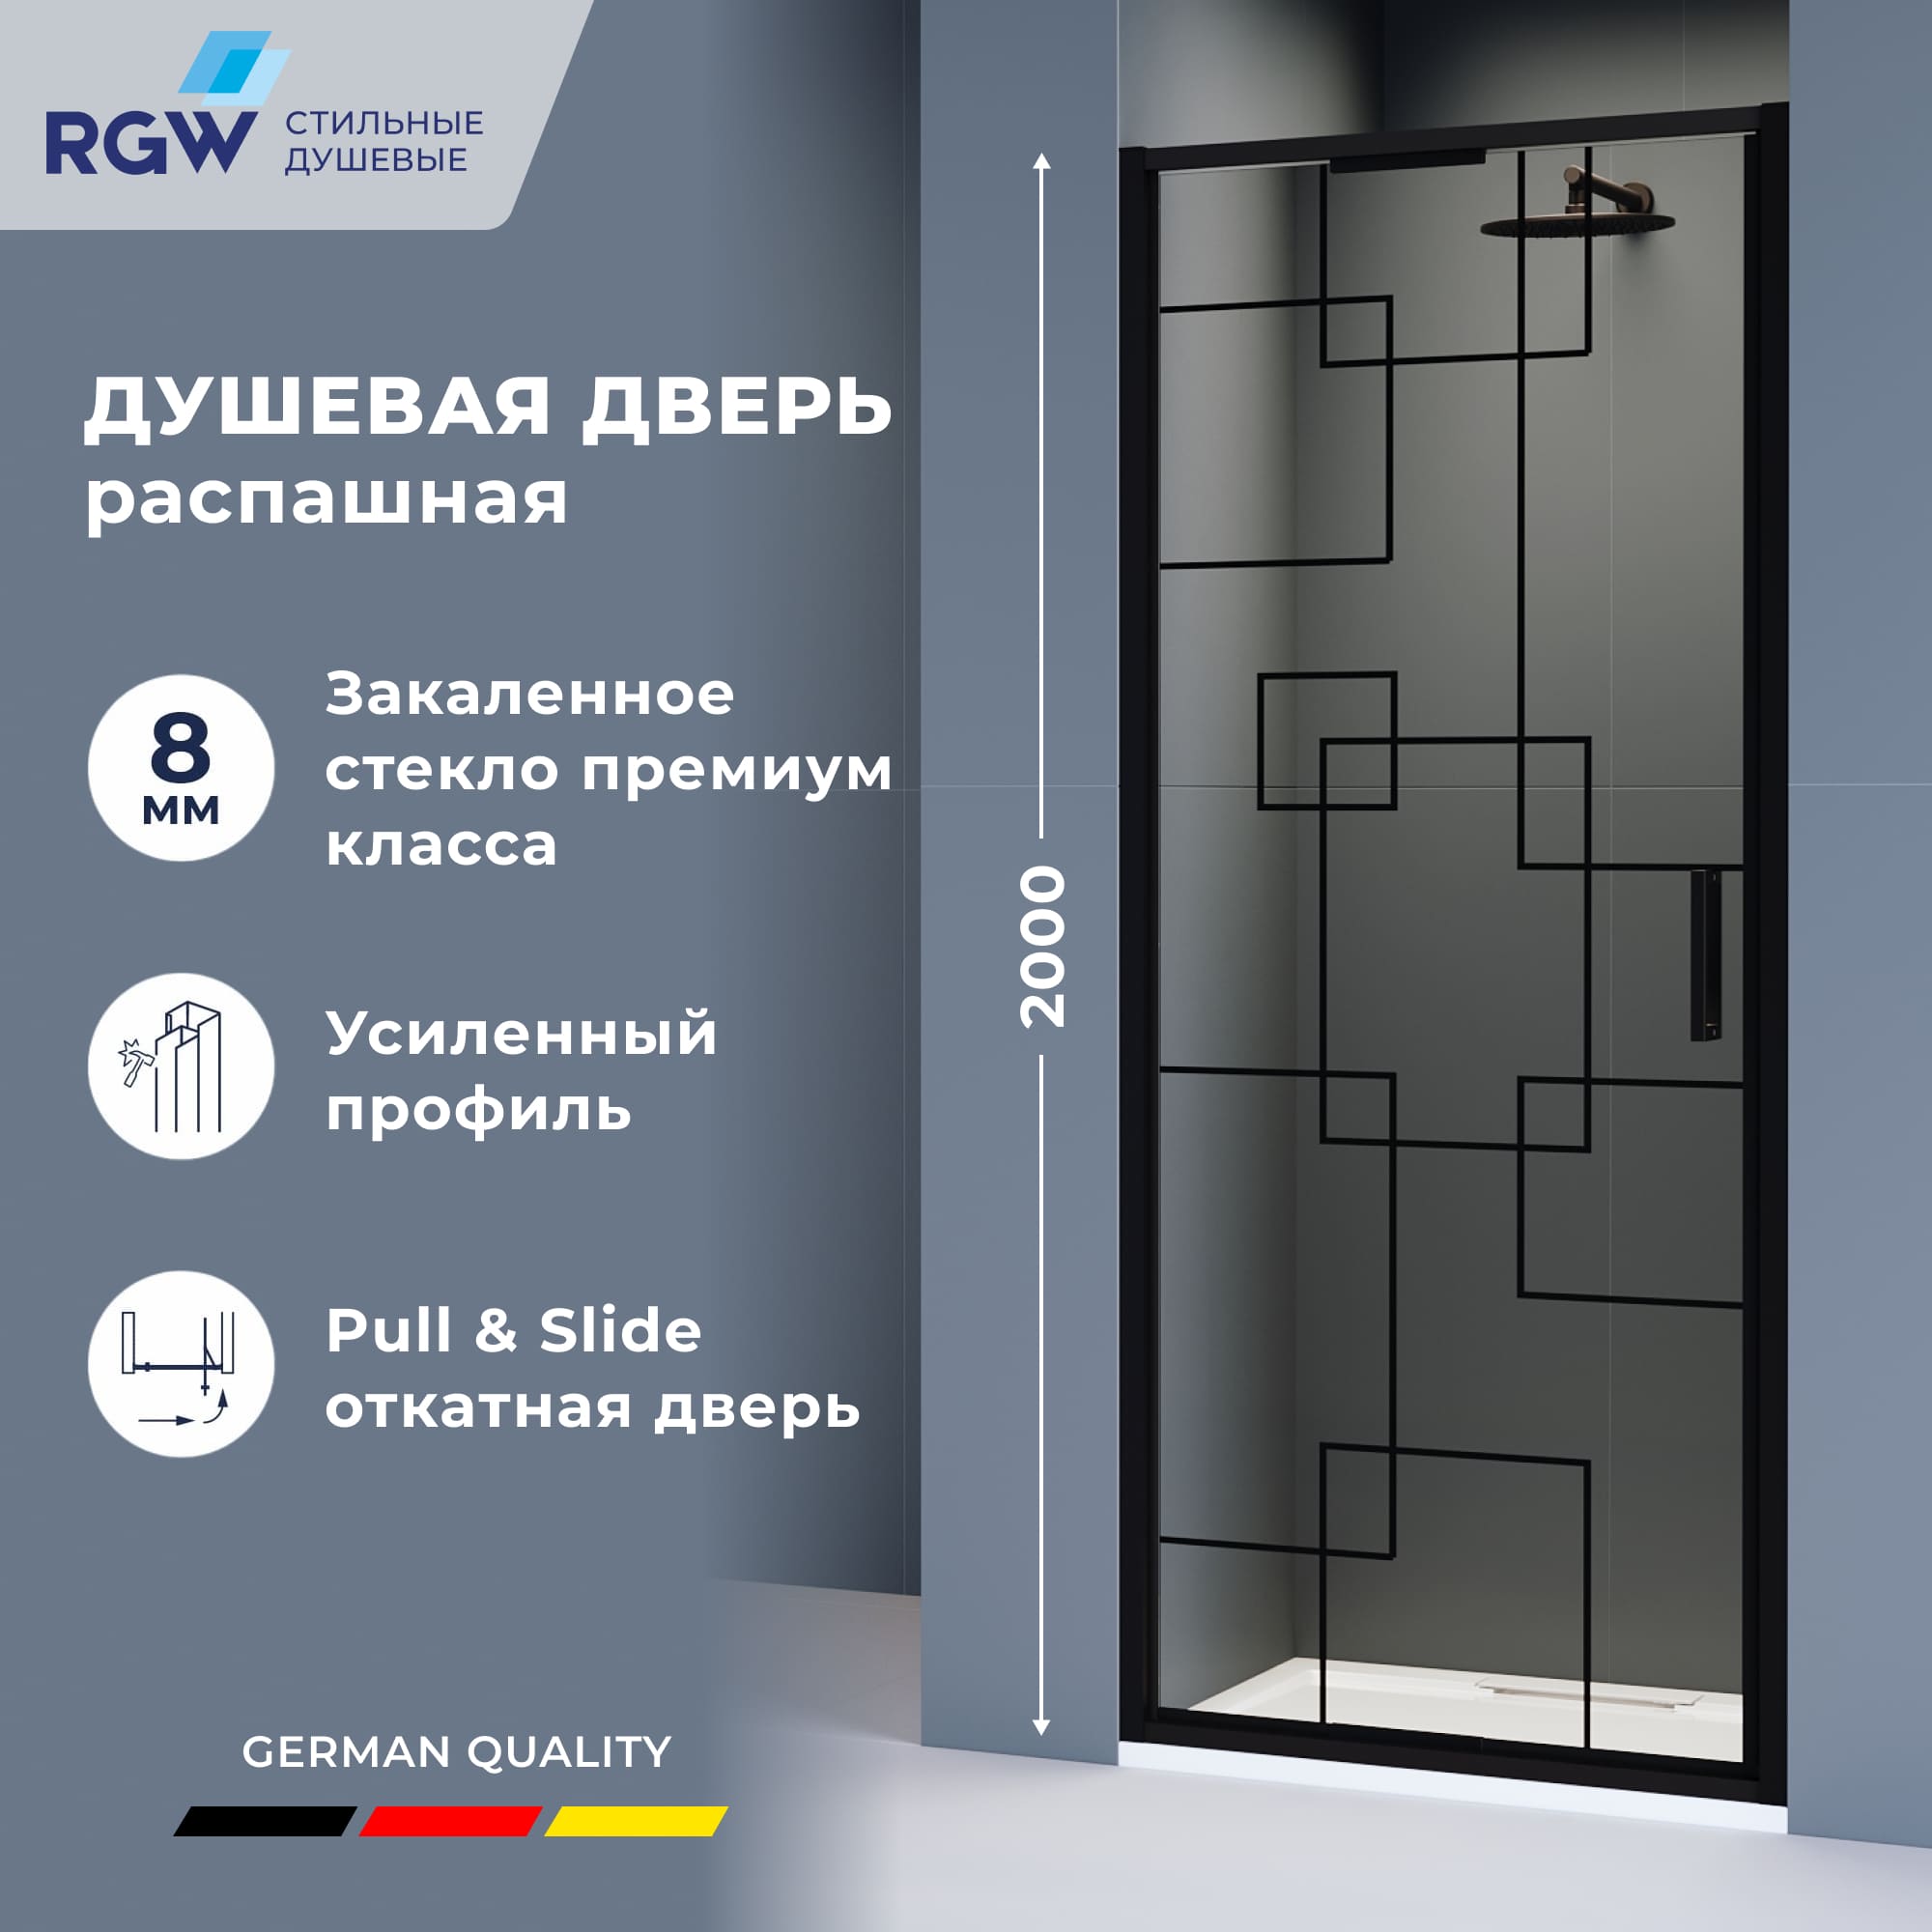 RGW
СТИЛЬНЫЕ
ДУШЕВЫЕ
ДУШЕВАЯ ДВЕРЬ
распашная
8
мм
Закаленное
стекло премиум
класса
Усиленный
профиль
Pull & Slide
откатная дверь
2000
GERMAN QUALITY